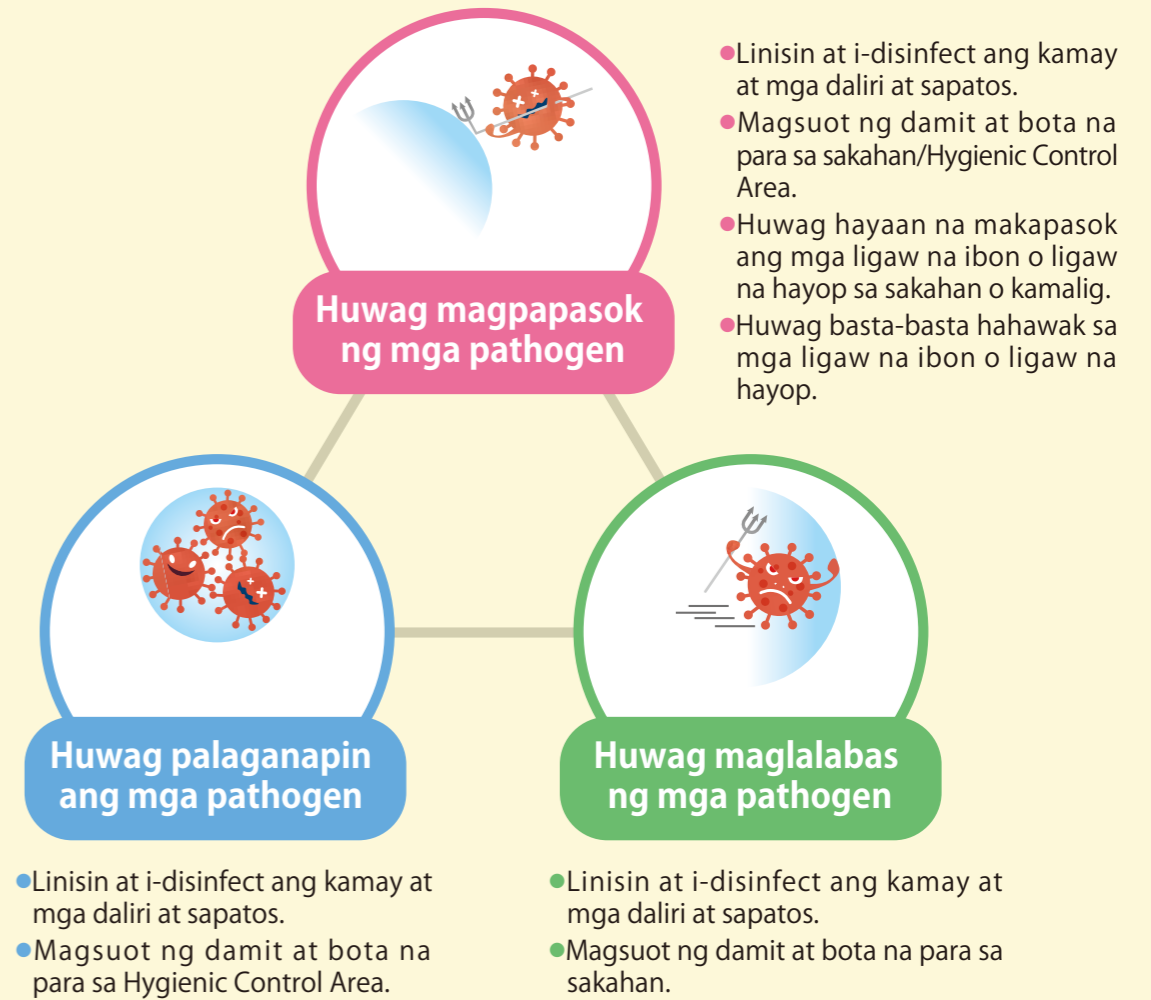 ●Linisin at i-disinfect ang kamay
at mga daliri at sapatos.
●Magsuot ng damit at bota na
para sa sakahan/Hygienic Control
Area.
●Huwag hayaan na makapasok
ang mga ligaw na ibon o ligaw
na hayop sa sakahan o kamalig.
●Huwag basta-basta hahawak sa
mga ligaw na ibon o ligaw na
hayop.
Huwag magpapasok
ng mga pathogen
Huwag palaganapin
ang mga pathogen
●Linisin at i-disinfect ang kamay at
mga daliri at sapatos.
●Magsuot ng damit at bota na
para sa Hygienic Control Area.
Huwag maglalabas
ng mga pathogen
●Linisin at i-disinfect ang kamay at
mga daliri at sapatos.
●Magsuot ng damit at bota na para sa
sakahan.